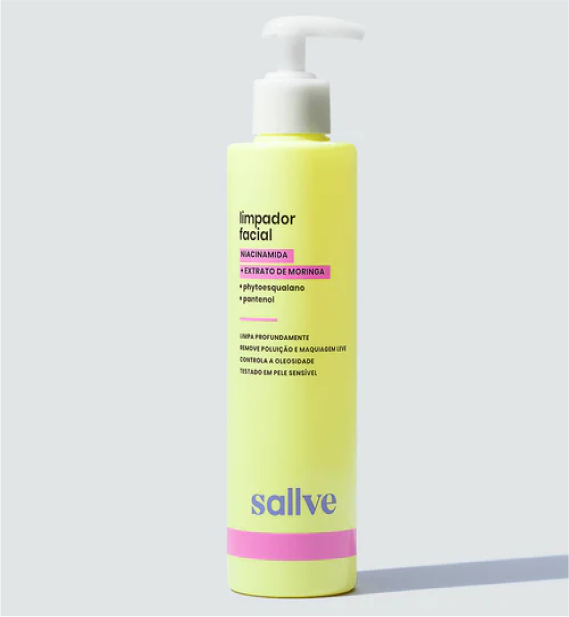 limpador
facial
NIACINAMIDA
+ EXTRATO DE MORINGA
+ phytoesqualano
+ pantenol
LIMPA PROFUNDAMENTE
REMOVE POLUIÇÃO E MAQUIAGEM LEVE
CONTROLA A OLEOSIDADE
TESTADO EM PELE SENSÍVEL
sallve